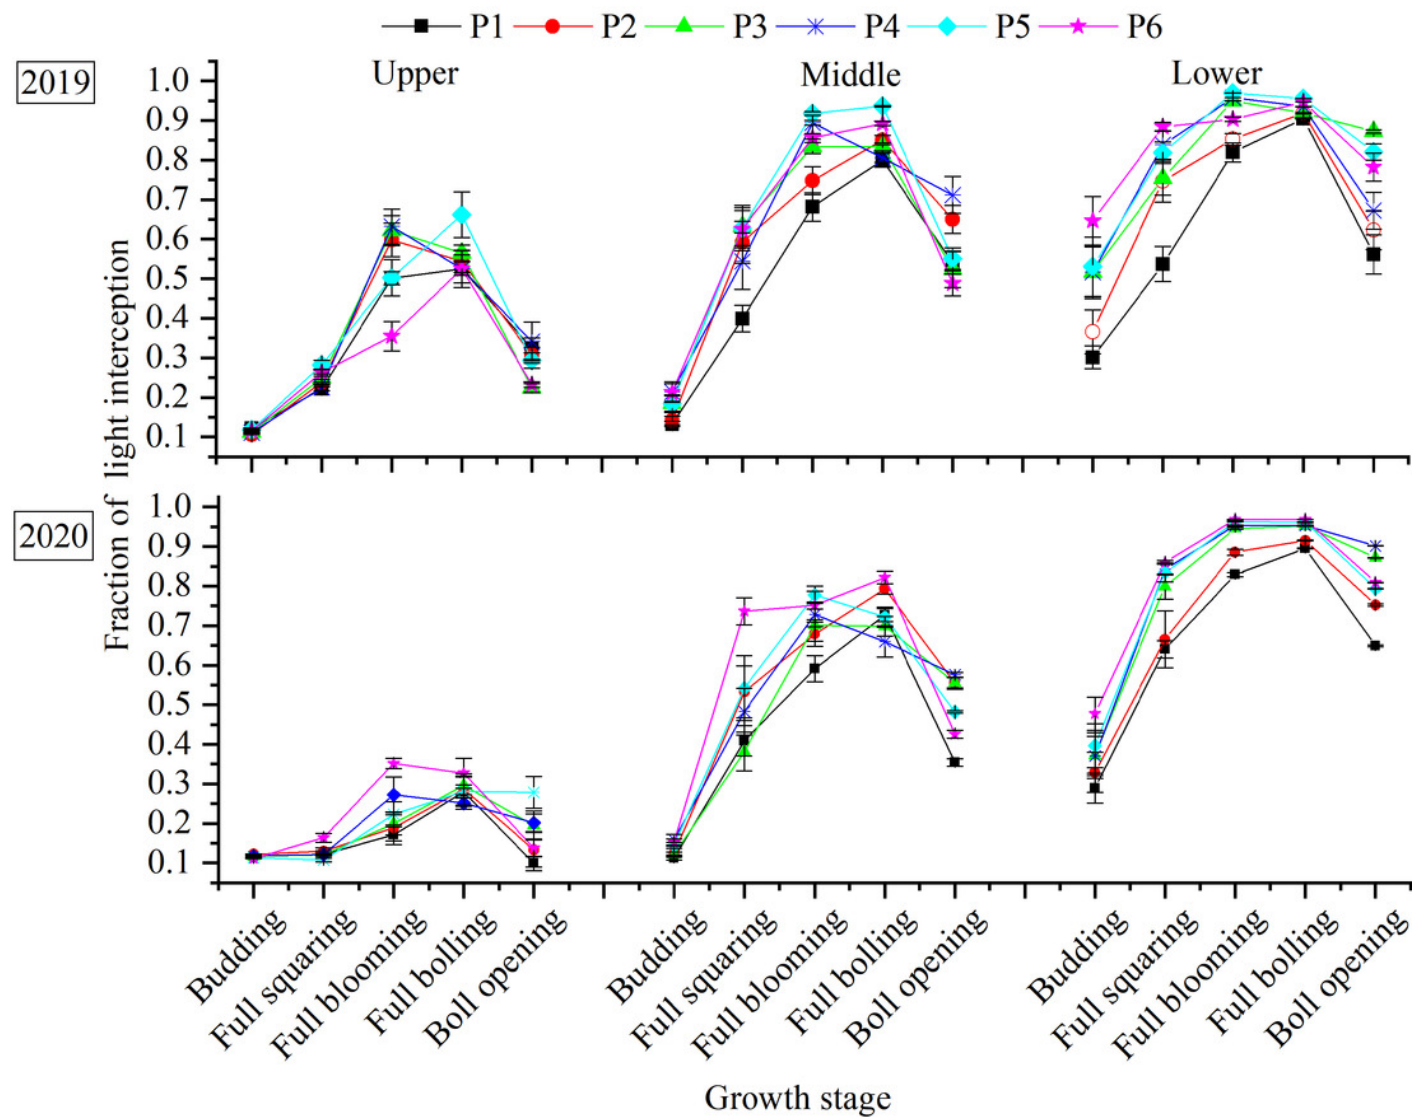 P1 P2 P3 P4 P5 P6
2019
Upper Middle Lower
1.0
0.9
0.8
0.7
0.6
0.5
0.4
0.3
0.2
0.1
Fraction of light interception
2020
1.0
0.9
0.8
0.7
0.6
0.5
0.4
0.3
0.2
0.1
Budding
Full squaring
Full blooming
Full bolling
Boll opening
Budding
Full squaring
Full blooming
Full bolling
Boll opening
Budding
Full squaring
Full blooming
Full bolling
Boll opening
Growth stage